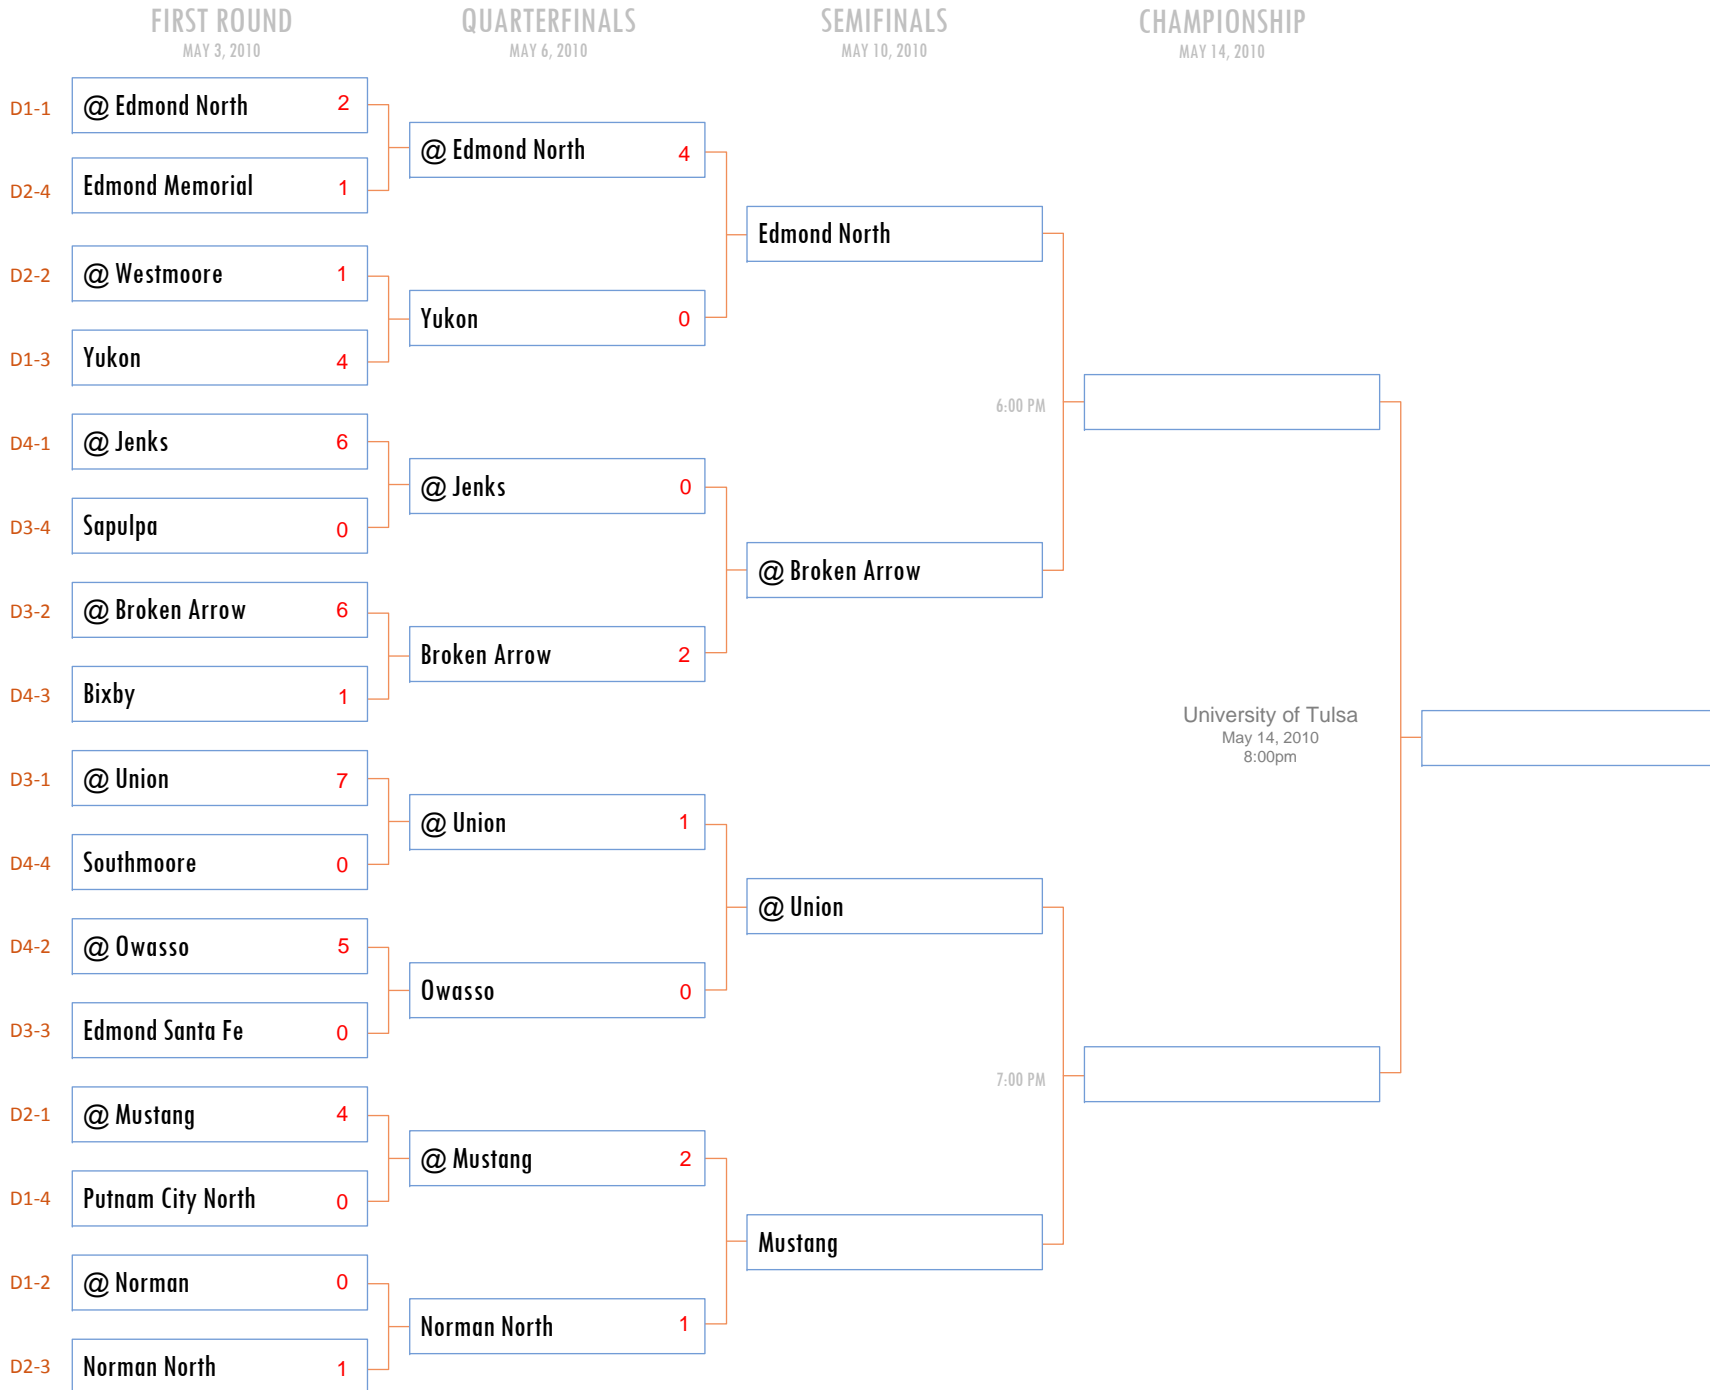 FIRST ROUND
MAY 3, 2010
QUARTERFINALS
MAY 6, 2010
SEMIFINALS
MAY 10, 2010
CHAMPIONSHIP
MAY 14, 2010
D1-1 @ Edmond North 2
D2-4 Edmond Memorial 1
D2-2 @ Westmoore 1
D1-3 Yukon 4
D4-1 @ Jenks 6
D3-4 Sapulpa 0
D3-2 @ Broken Arrow 6
D4-3 Bixby 1
D3-1 @ Union 7
D4-4 Southmoore 0
D4-2 @ Owasso 5
D3-3 Edmond Santa Fe 0
D2-1 @ Mustang 4
D1-4 Putnam City North 0
D1-2 @ Norman 0
D2-3 Norman North 1
@ Edmond North 4
Yukon 0
@ Jenks 0
Broken Arrow 2
@ Union 1
Owasso 0
@ Mustang 2
Norman North 1
Edmond North
6:00 PM
@ Broken Arrow
@ Union
7:00 PM
Mustang
University of Tulsa
May 14, 2010
8:00pm